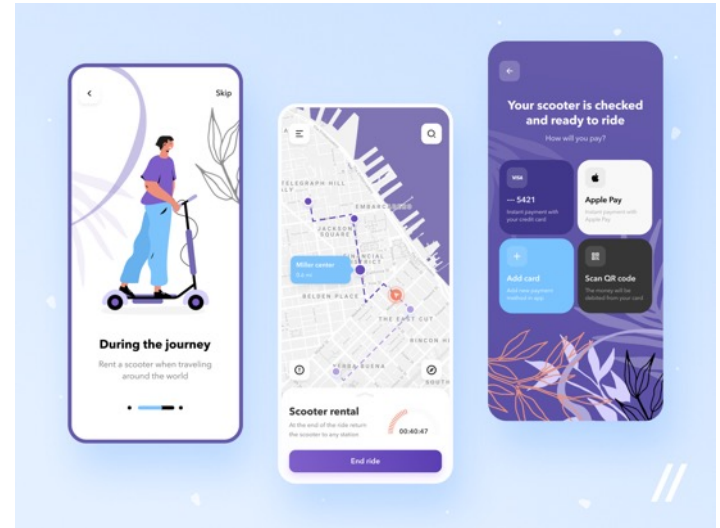 Skip
During the journey
Rent a scooter when traveling
around the world
TELEGRAPH HILL
EMBARCADERO
JACKSON
SQUARE
FINANCIAL
DISTRICT
Miller center
BELDEN PLACE
THE EAST CUT
RINCON HI
YERBA BUENA
SOUTH
Scooter rental
At the end of the ride return
the scooter to any station
00:40:47
End ride
Your scooter is checked
and ready to ride
How will you pay?
VISA
5421
Instant payment with
your credit card
Apple Pay
Instant payment with
Apple Pay
Add card
Add new payment
method in app
Scan QR code
The money will be
debited from your card